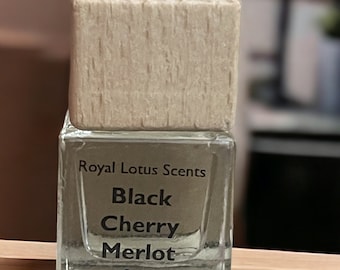 Royal Lotus Scents
Black
Cherry
Merlot